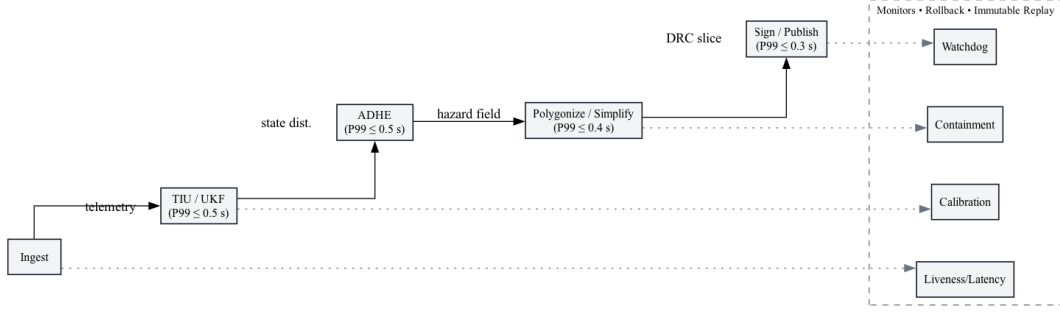 Monitors • Rollback • Immutable Replay
Sign / Publish
(P99 ≤ 0.3 s)
DRC slice
Watchdog
ADHE
(P99 ≤ 0.5 s)
state dist.
hazard field
Polygonize / Simplify
(P99 ≤ 0.4 s)
Containment
TIU / UKF
(P99 ≤ 0.5 s)
telemetry
Calibration
Ingest
Liveness/Latency